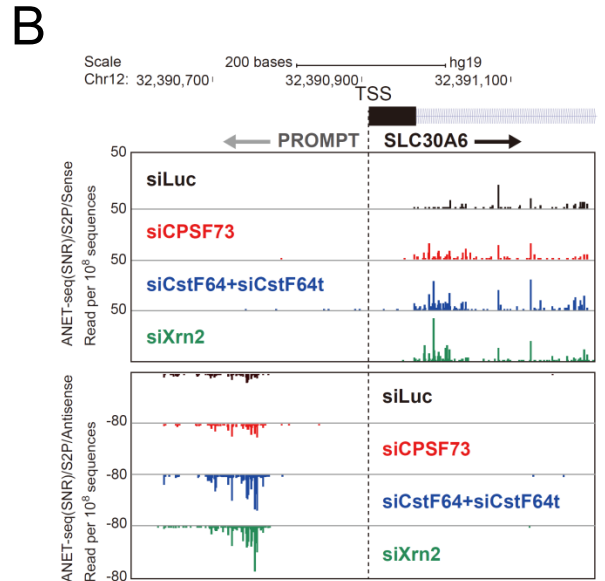 B
Scale 200 bases hg19
Chr12: 32,390,700 32,390,900 32,391,100
TSS
PROMPT SLC30A6
ANET-seq(SNR)/S2P/Sense
Read per 10⁸ sequences
50
siLuc
50
siCPSF73
50
siCstF64+siCstF64t
50
siXrn2
ANET-seq(SNR)/S2P/Antisense
Read per 10⁸ sequences
siLuc
-80
siCPSF73
-80
siCstF64+siCstF64t
-80
siXrn2
-80